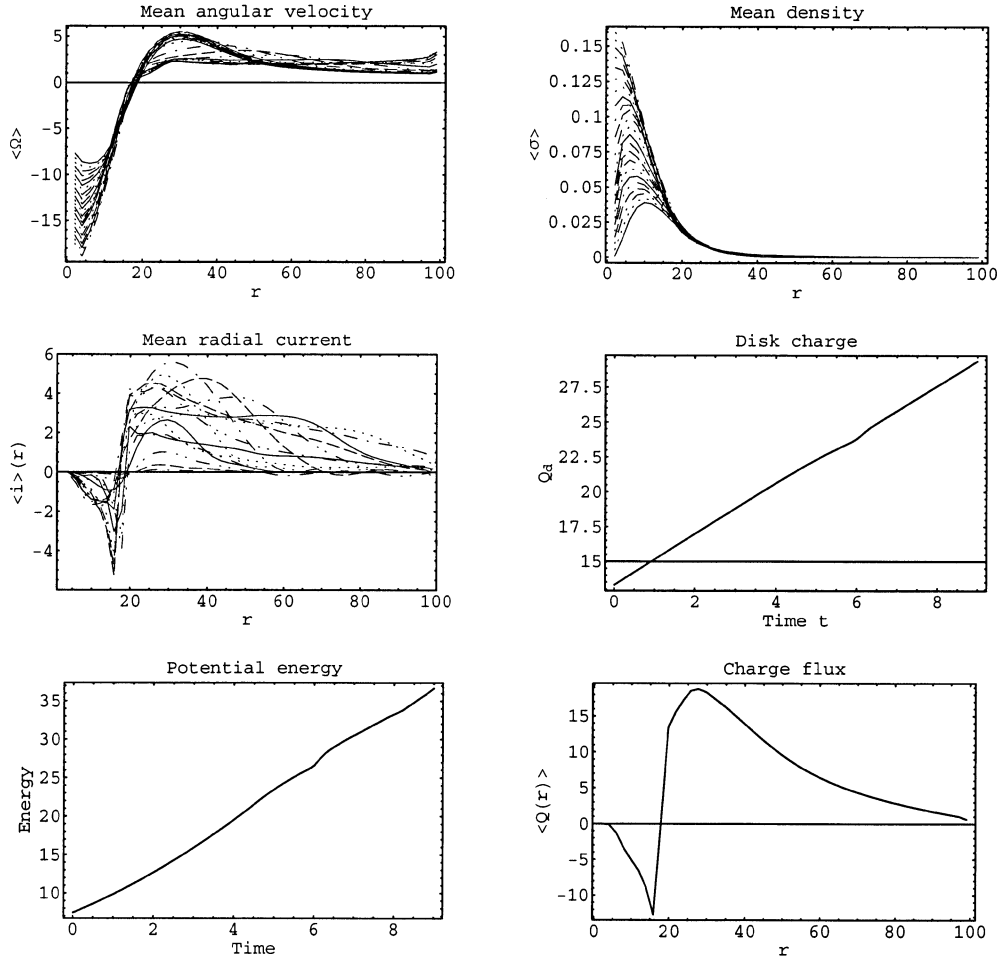 Mean angular velocity
5
0
-5
-10
-15
<Ω>
0 20 40 60 80 100
r
Mean density
0.15
0.125
0.1
0.075
0.05
0.025
0
<σ>
0 20 40 60 80 100
r
Mean radial current
6
4
2
0
-2
-4
<i>(r)
20 40 60 80 100
r
Disk charge
27.5
25
22.5
20
17.5
15
Qd
0 2 4 6 8
Time t
Potential energy
35
30
25
20
15
10
Energy
0 2 4 6 8
Time
Charge flux
15
10
5
0
-5
-10
<Q(r)>
0 20 40 60 80 100
r